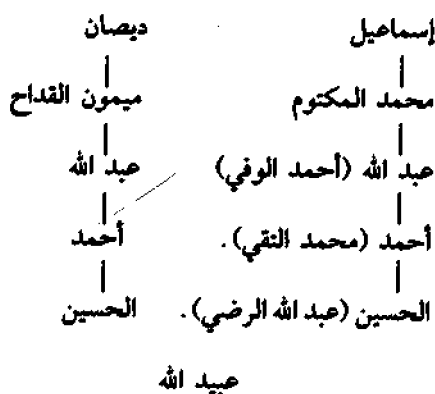 إسماعيل ديصان
محمد المكتوم ميمون القداح
عبد الله (أحمد الوفي) عبد الله
أحمد (محمد النقي). أحمد
الحسين (عبد الله الرضي). الحسين
عبيد الله